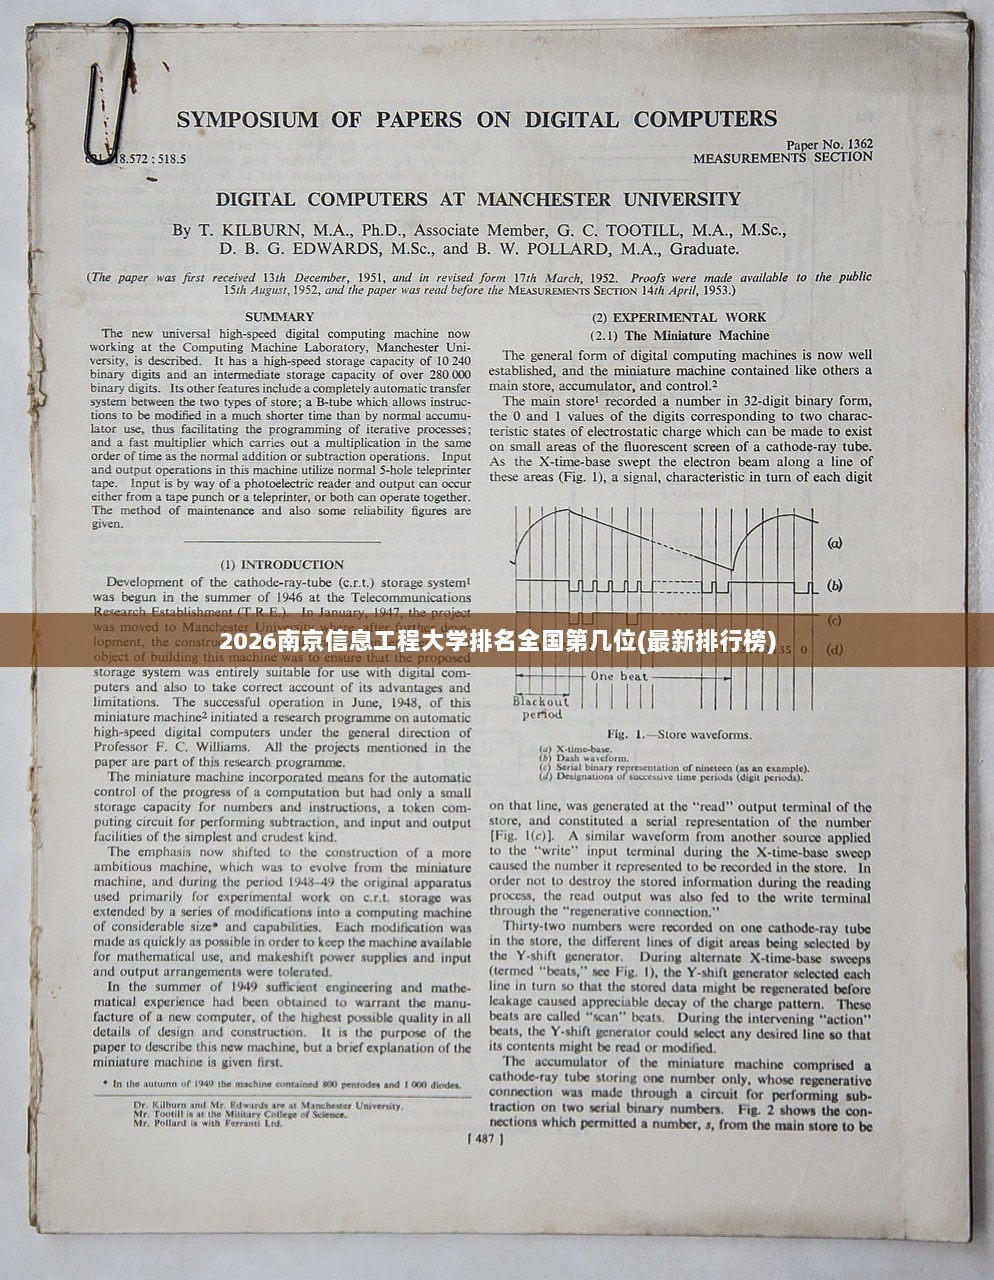 SYMPOSIUM OF PAPERS ON DIGITAL COMPUTERS
Paper No. 1362
18.572 : 518.5
MEASUREMENTS SECTION
DIGITAL COMPUTERS AT MANCHESTER UNIVERSITY
By T. KILBURN, M.A., Ph.D., Associate Member, G. C. TOOTILL, M.A., M.Sc.,
D. B. G. EDWARDS, M.Sc., and B. W. POLLARD, M.A., Graduate.
(The paper was first received 13th December, 1951, and in revised form 17th March, 1952. Proofs were made available to the public
15th August, 1952, and the paper was read before the MEASUREMENTS SECTION 14th April, 1953.)
SUMMARY
The new universal high-speed digital computing machine now
working at the Computing Machine Laboratory, Manchester Uni-
versity, is described. It has a high-speed storage capacity of 10 240
binary digits and an intermediate storage capacity of over 280 000
binary digits. Its other features include a completely automatic transfer
system between the two types of store; a B-tube which allows instruc-
tions to be modified in a much shorter time than by normal accumu-
lator use, thus facilitating the programming of iterative processes;
and a fast multiplier which carries out a multiplication in the same
order of time as the normal addition or subtraction operations. Input
and output operations in this machine utilize normal 5-hole teleprinter
tape. Input is by way of a photoelectric reader and output can occur
either from a tape punch or a teleprinter, or both can operate together.
The method of maintenance and also some reliability figures are
given.
(1) INTRODUCTION
Development of the cathode-ray-tube (c.r.t.) storage system¹
was begun in the summer of 1946 at the Telecommunications
Research Establishment (T.R.E.). In January, 1947, the project
was moved to Manchester University where, after further deve-
lopment, the constru
object of building this machine was to ensure that the proposed
storage system was entirely suitable for use with digital com-
puters and also to take correct account of its advantages and
limitations. The successful operation in June, 1948, of this
miniature machine² initiated a research programme on automatic
high-speed digital computers under the general direction of
Professor F. C. Williams. All the projects mentioned in the
paper are part of this research programme.
The miniature machine incorporated means for the automatic
control of the progress of a computation but had only a small
storage capacity for numbers and instructions, a token com-
puting circuit for performing subtraction, and input and output
facilities of the simplest and crudest kind.
The emphasis now shifted to the construction of a more
ambitious machine, which was to evolve from the miniature
machine, and during the period 1948–49 the original apparatus
used primarily for experimental work on c.r.t. storage was
extended by a series of modifications into a computing machine
of considerable size* and capabilities. Each modification was
made as quickly as possible in order to keep the machine available
for mathematical use, and makeshift power supplies and input
and output arrangements were tolerated.
In the summer of 1949 sufficient engineering and mathe-
matical experience had been obtained to warrant the manu-
facture of a new computer, of the highest possible quality in all
details of design and construction. It is the purpose of the
paper to describe this new machine, but a brief explanation of the
miniature machine is given first.
* In the autumn of 1949 the machine contained 800 pentodes and 1 000 diodes.
Dr. Kilburn and Mr. Edwards are at Manchester University.
Mr. Tootill is at the Military College of Science.
Mr. Pollard is with Ferranti Ltd.
(2) EXPERIMENTAL WORK
(2.1) The Miniature Machine
The general form of digital computing machines is now well
established, and the miniature machine contained like others a
main store, accumulator, and control.²
The main store¹ recorded a number in 32-digit binary form,
the 0 and 1 values of the digits corresponding to two charac-
teristic states of electrostatic charge which can be made to exist
on small areas of the fluorescent screen of a cathode-ray tube.
As the X-time-base swept the electron beam along a line of
these areas (Fig. 1), a signal, characteristic in turn of each digit
(a)
(b)
(c)
35 0 (d)
One beat
Blackout
period
Fig. 1.—Store waveforms.
(a) X-time-base.
(b) Dash waveform.
(c) Serial binary representation of nineteen (as an example).
(d) Designations of successive time periods (digit periods).
on that line, was generated at the “read” output terminal of the
store, and constituted a serial representation of the number
[Fig. 1(c)]. A similar waveform from another source applied
to the “write” input terminal during the X-time-base sweep
caused the number it represented to be recorded in the store. In
order not to destroy the stored information during the reading
process, the read output was also fed to the write terminal
through the “regenerative connection.”
Thirty-two numbers were recorded on one cathode-ray tube
in the store, the different lines of digit areas being selected by
the Y-shift generator. During alternate X-time-base sweeps
(termed “beats,” see Fig. 1), the Y-shift generator selected each
line in turn so that the stored data might be regenerated before
leakage caused appreciable decay of the charge pattern. These
beats are called “scan” beats. During the intervening “action”
beats, the Y-shift generator could select any desired line so that
its contents might be read or modified.
The accumulator of the miniature machine comprised a
cathode-ray tube storing one number only, whose regenerative
connection was made through a circuit for performing sub-
traction on two serial binary numbers. Fig. 2 shows the con-
nections which permitted a number, s, from the main store to be
[ 487 ]
2026南京信息工程大学排名全国第几位(最新排行榜)